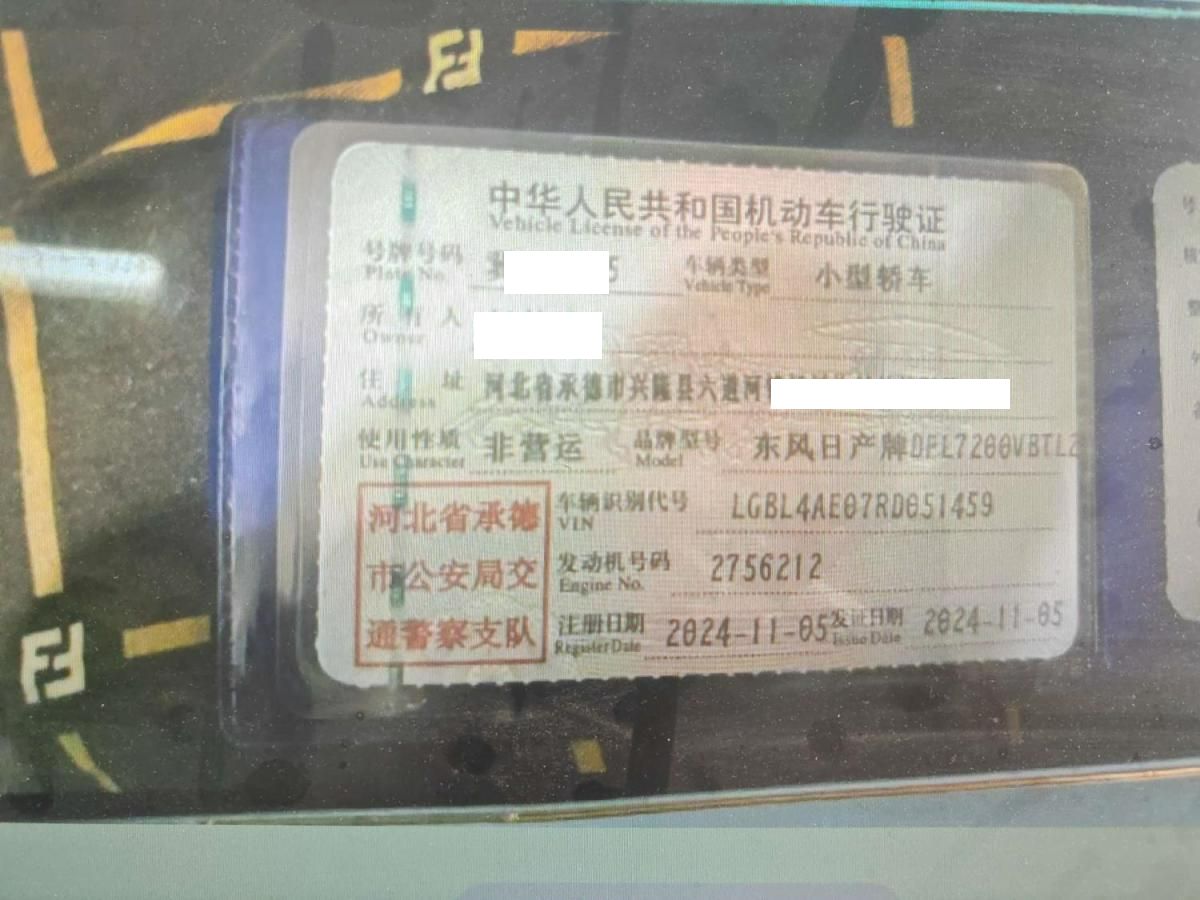 中华人民共和国机动车行驶证
Vehicle License of the People's Republic of China
号牌号码 5 车辆类型 小型轿车
Plate No. Vehicle Type
所有人
Owner
住址 河北省承德市兴隆县六道河
Address
使用性质 非营运 品牌型号 东风日产牌DFL7200VBTL2
Use Character Model
河北省承德
市公安局交
通警察支队
车辆识别代号 LGBL4AE07RD051459
VIN
发动机号码 2756212
Engine No.
注册日期 2024-11-05 发证日期 2024-11-05
Register Date Issue Date